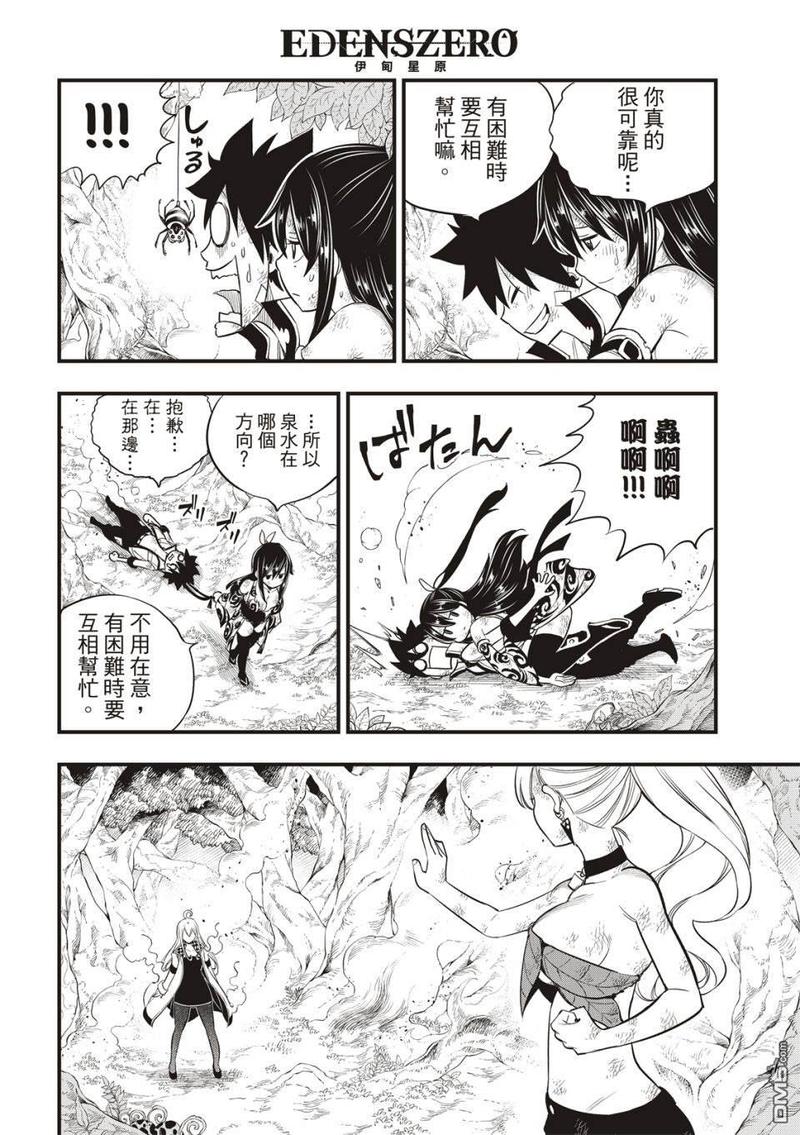 EDENSZERO
伊甸星原
你真的
很可靠呢…
有困難時
要互相
幫忙嘛。
しゅる
!!!
蟲啊啊
啊啊!!!
ばたん
…所以
泉水在
哪個
方向?
抱歉…
在…
在那邊…
ズリ
ズリ
不用在意，
有困難時要
互相幫忙。
DM5.com